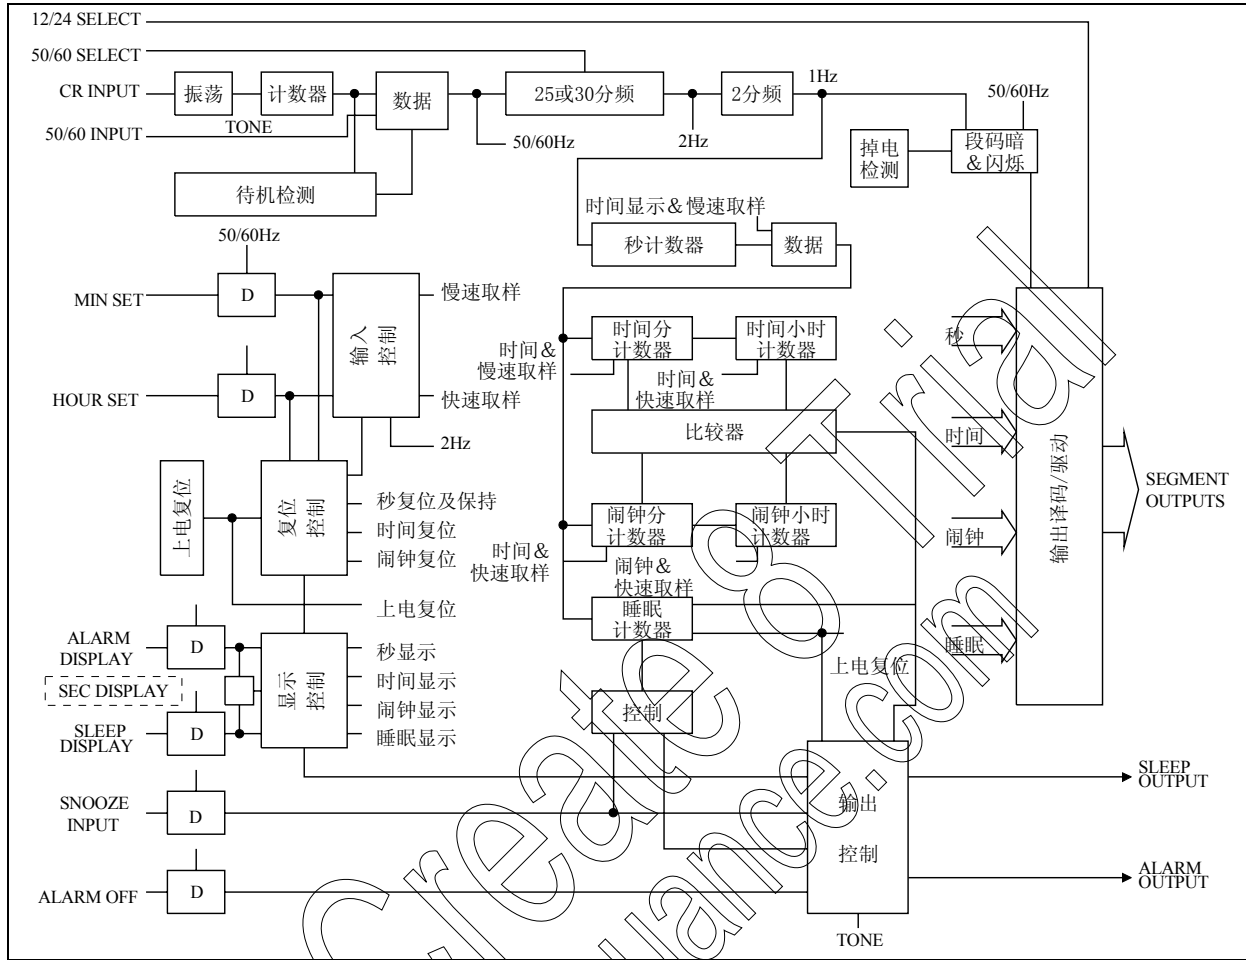 12/24 SELECT
50/60 SELECT
1Hz
CR INPUT
振荡
计数器
数据
25或30分频
2分频
50/60Hz
50/60 INPUT
TONE
50/60Hz
2Hz
掉电
检测
段码暗
&闪烁
待机检测
时间显示&慢速取样
50/60Hz
秒计数器
数据
MIN SET
D
慢速取样
输入
控制
时间&
慢速取样
时间分
计数器
时间小时
计数器
秒
HOUR SET
D
快速取样
时间&
快速取样
2Hz
比较器
时间
输出译码/驱动
SEGMENT
OUTPUTS
上电复位
复位
控制
秒复位及保持
时间复位
闹钟复位
闹钟分
计数器
闹钟小时
计数器
闹钟
时间&
快速取样
闹钟&
快速取样
上电复位
睡眠
计数器
ALARM
DISPLAY
D
秒显示
睡眠
上电复位
SEC DISPLAY
显示
控制
时间显示
闹钟显示
控制
SLEEP
DISPLAY
D
睡眠显示
SLEEP
OUTPUT
SNOOZE
INPUT
D
输出
控制
ALARM OFF
D
ALARM
OUTPUT
TONE
Create & Trial
uance.com